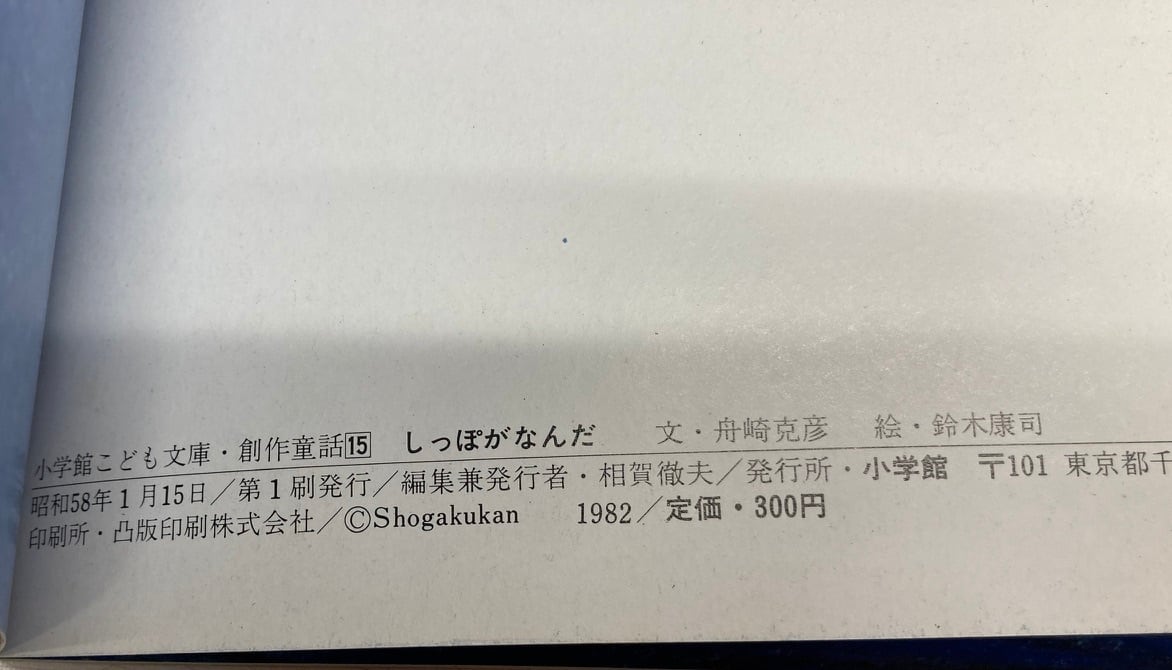 小学館こども文庫・創作童話15 しっぽがなんだ 文・舟崎克彦 絵・鈴木康司
昭和58年1月15日／第1刷発行／編集兼発行者・相賀徹夫／発行所・小学館 〒101 東京都千
印刷所・凸版印刷株式会社／©Shogakukan 1982／定価・300円